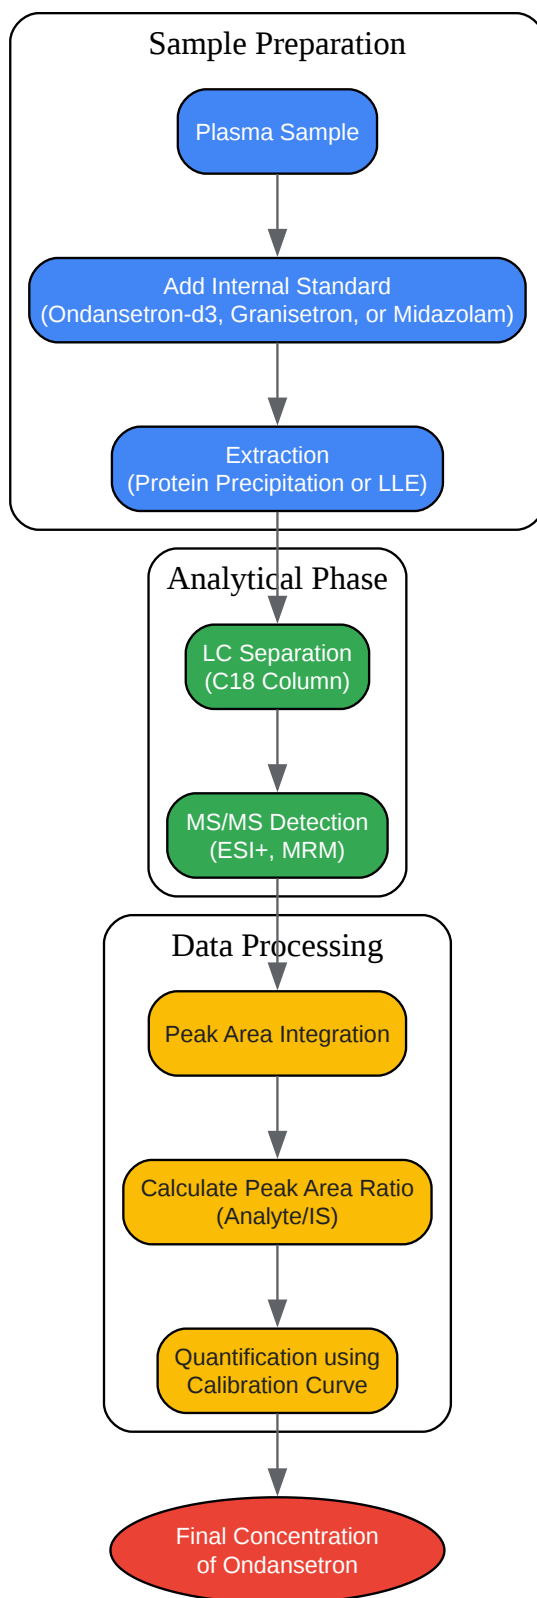 Sample Preparation
Plasma Sample
Add Internal Standard
(Ondansetron-d3, Granisetron, or Midazolam)
Extraction
(Protein Precipitation or LLE)
Analytical Phase
LC Separation
(C18 Column)
MS/MS Detection
(ESI+, MRM)
Data Processing
Peak Area Integration
Calculate Peak Area Ratio
(Analyte/IS)
Quantification using
Calibration Curve
Final Concentration
of Ondansetron